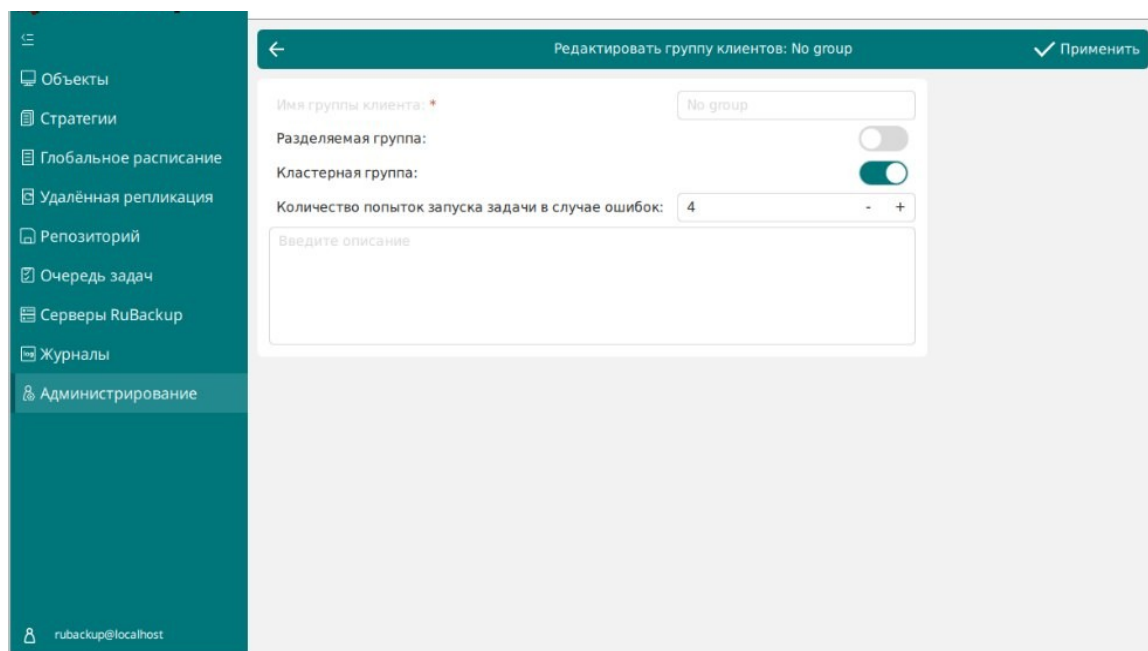 Редактировать группу клиентов: No group
Применить
Объекты
Стратегии
Глобальное расписание
Удалённая репликация
Репозиторий
Очередь задач
Серверы RuBackup
log Журналы
Администрирование
rubackup@localhost
Имя группы клиента: *
No group
Разделяемая группа:
Кластерная группа:
Количество попыток запуска задачи в случае ошибок: 4 - +
Введите описание